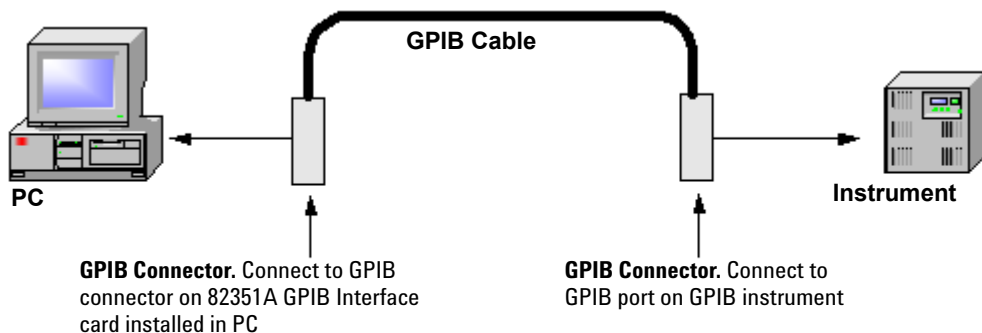 GPIB Cable
PC
Instrument
GPIB Connector. Connect to GPIB
connector on 82351A GPIB Interface
card installed in PC
GPIB Connector. Connect to
GPIB port on GPIB instrument